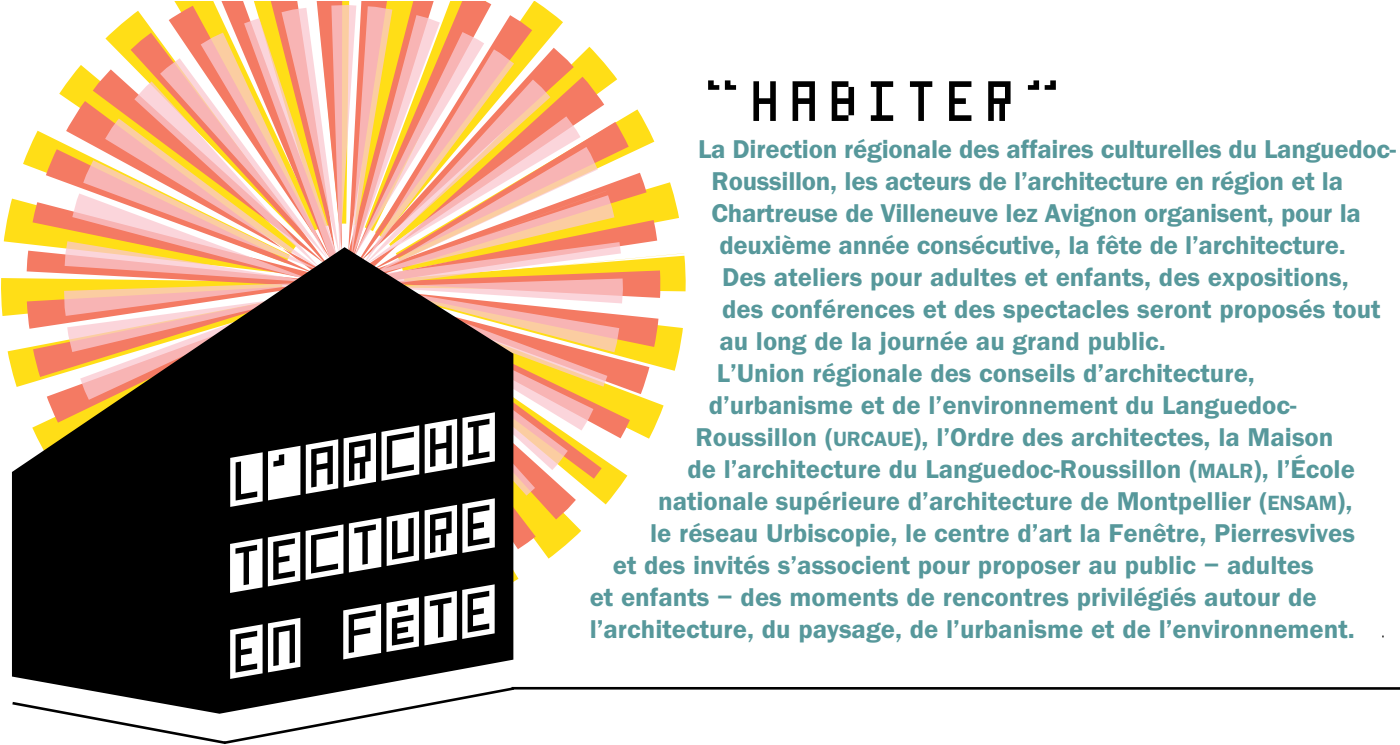 L'ARCHI
TECTURE
EN FÊTE
"HABITER"
La Direction régionale des affaires culturelles du Languedoc-
Roussillon, les acteurs de l’architecture en région et la
Chartreuse de Villeneuve lez Avignon organisent, pour la
deuxième année consécutive, la fête de l’architecture.
Des ateliers pour adultes et enfants, des expositions,
des conférences et des spectacles seront proposés tout
au long de la journée au grand public.
L’Union régionale des conseils d’architecture,
d’urbanisme et de l’environnement du Languedoc-
Roussillon (URCAUE), l’Ordre des architectes, la Maison
de l’architecture du Languedoc-Roussillon (MALR), l’École
nationale supérieure d’architecture de Montpellier (ENSAM),
le réseau Urbiscopie, le centre d’art la Fenêtre, Pierresvives
et des invités s’associent pour proposer au public – adultes
et enfants – des moments de rencontres privilégiés autour de
l’architecture, du paysage, de l’urbanisme et de l’environnement. .